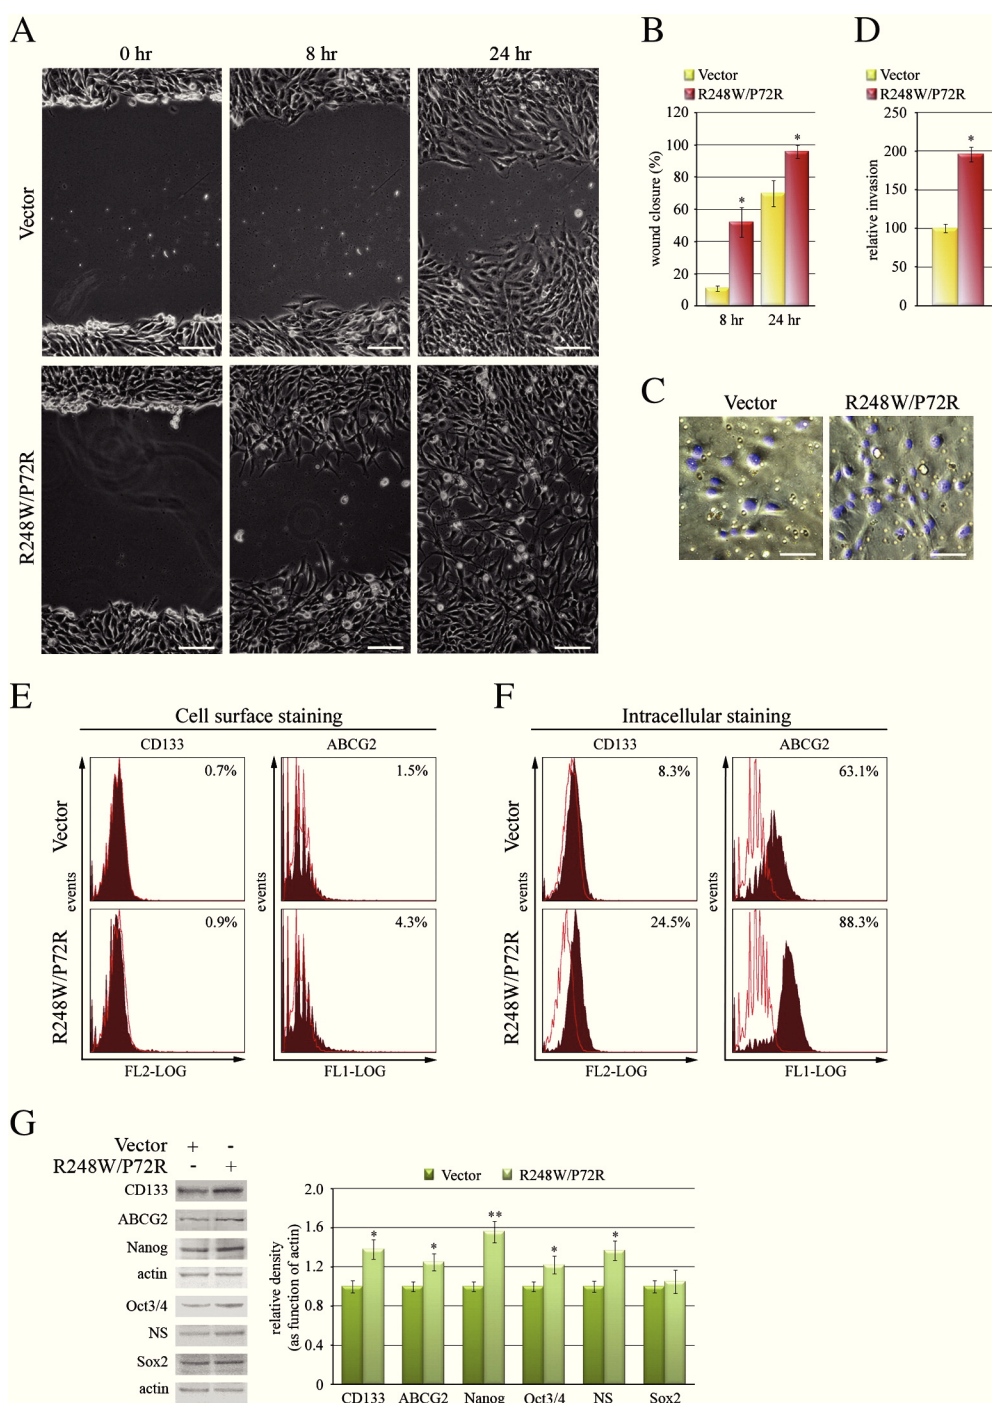 A
0 hr
8 hr
24 hr
Vector
R248W/P72R
B
Vector
R248W/P72R
wound closure (%)
120
100
80
60
40
20
0
*
*
8 hr
24 hr
D
Vector
R248W/P72R
relative invasion
250
200
150
100
50
0
*
C
Vector
R248W/P72R
E
Cell surface staining
CD133
ABCG2
Vector
events
0.7%
events
1.5%
R248W/P72R
0.9%
4.3%
FL2-LOG
FL1-LOG
F
Intracellular staining
CD133
ABCG2
Vector
events
8.3%
events
63.1%
R248W/P72R
24.5%
88.3%
FL2-LOG
FL1-LOG
G
Vector + -
R248W/P72R - +
CD133
ABCG2
Nanog
actin
Oct3/4
NS
Sox2
actin
Vector R248W/P72R
relative density
(as function of actin)
2.0
1.6
1.2
0.8
0.4
0
*
*
**
*
*
CD133 ABCG2 Nanog Oct3/4 NS Sox2